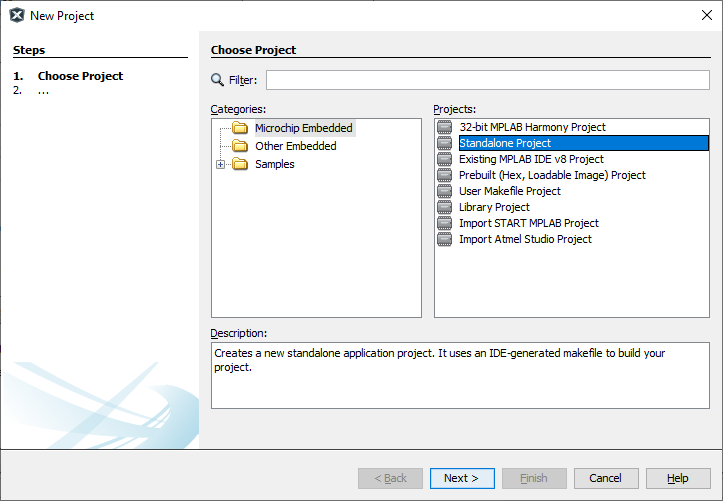 New Project
Steps
1. Choose Project
2. ...
Choose Project
Filter:
Categories:
Microchip Embedded
Other Embedded
Samples
Projects:
32-bit MPLAB Harmony Project
Standalone Project
Existing MPLAB IDE v8 Project
Prebuilt (Hex, Loadable Image) Project
User Makefile Project
Library Project
Import START MPLAB Project
Import Atmel Studio Project
Description:
Creates a new standalone application project. It uses an IDE-generated makefile to build your
project.
< Back
Next >
Finish
Cancel
Help